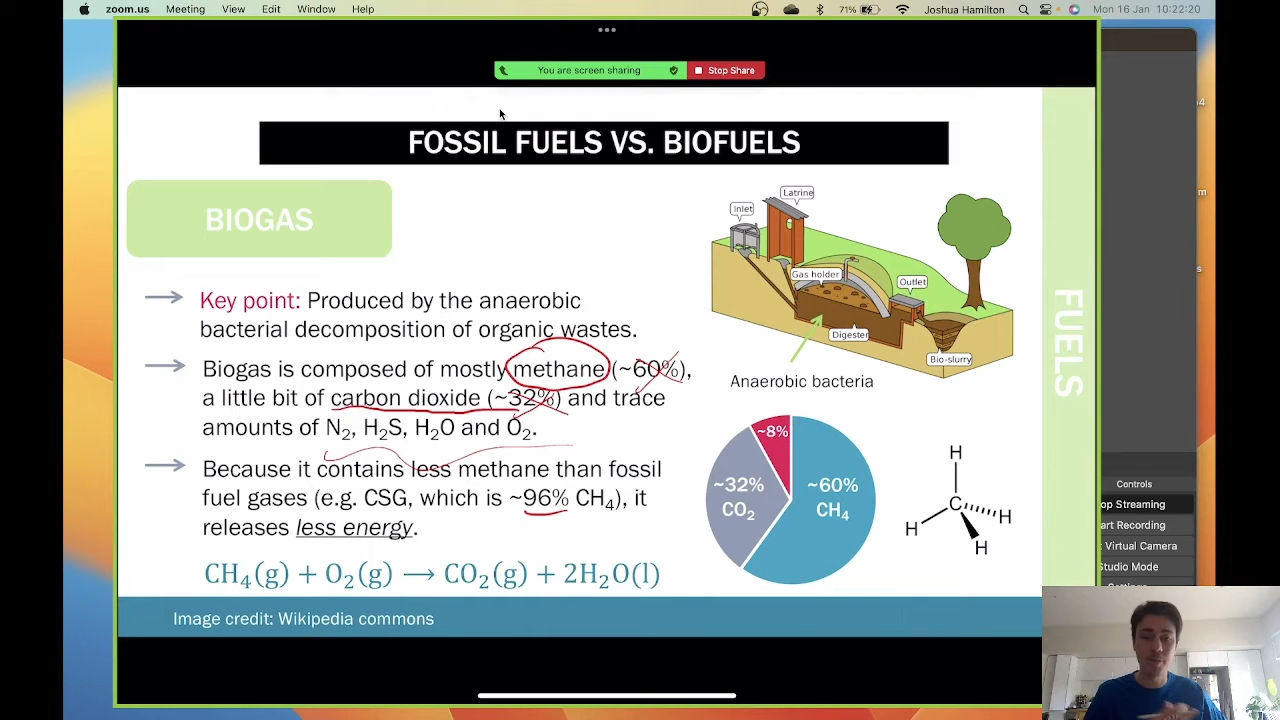 zoom.us Meeting View Edit Window Help 71% Joshua Hamilton Mon 16 Jan 10:22:20
You are screen sharing Stop Share
FOSSIL FUELS VS. BIOFUELS
BIOGAS
Key point: Produced by the anaerobic
bacterial decomposition of organic wastes.
Biogas is composed of mostly methane (~60%),
a little bit of carbon dioxide (~32%) and trace
amounts of N₂, H₂S, H₂O and O₂.
Because it contains less methane than fossil
fuel gases (e.g. CSG, which is ~96% CH₄), it
releases less energy.
CH₄(g) + O₂(g) ⟶ CO₂(g) + 2H₂O(l)
Image credit: Wikipedia commons
Latrine
Inlet
Gas holder
Outlet
Digester
Bio-slurry
Anaerobic bacteria
~8%
~32%
CO₂
~60%
CH₄
H
C
H
H
H
FUELS
Controls
op Streaming
art Recording
Virtual Camera
Studio Mode